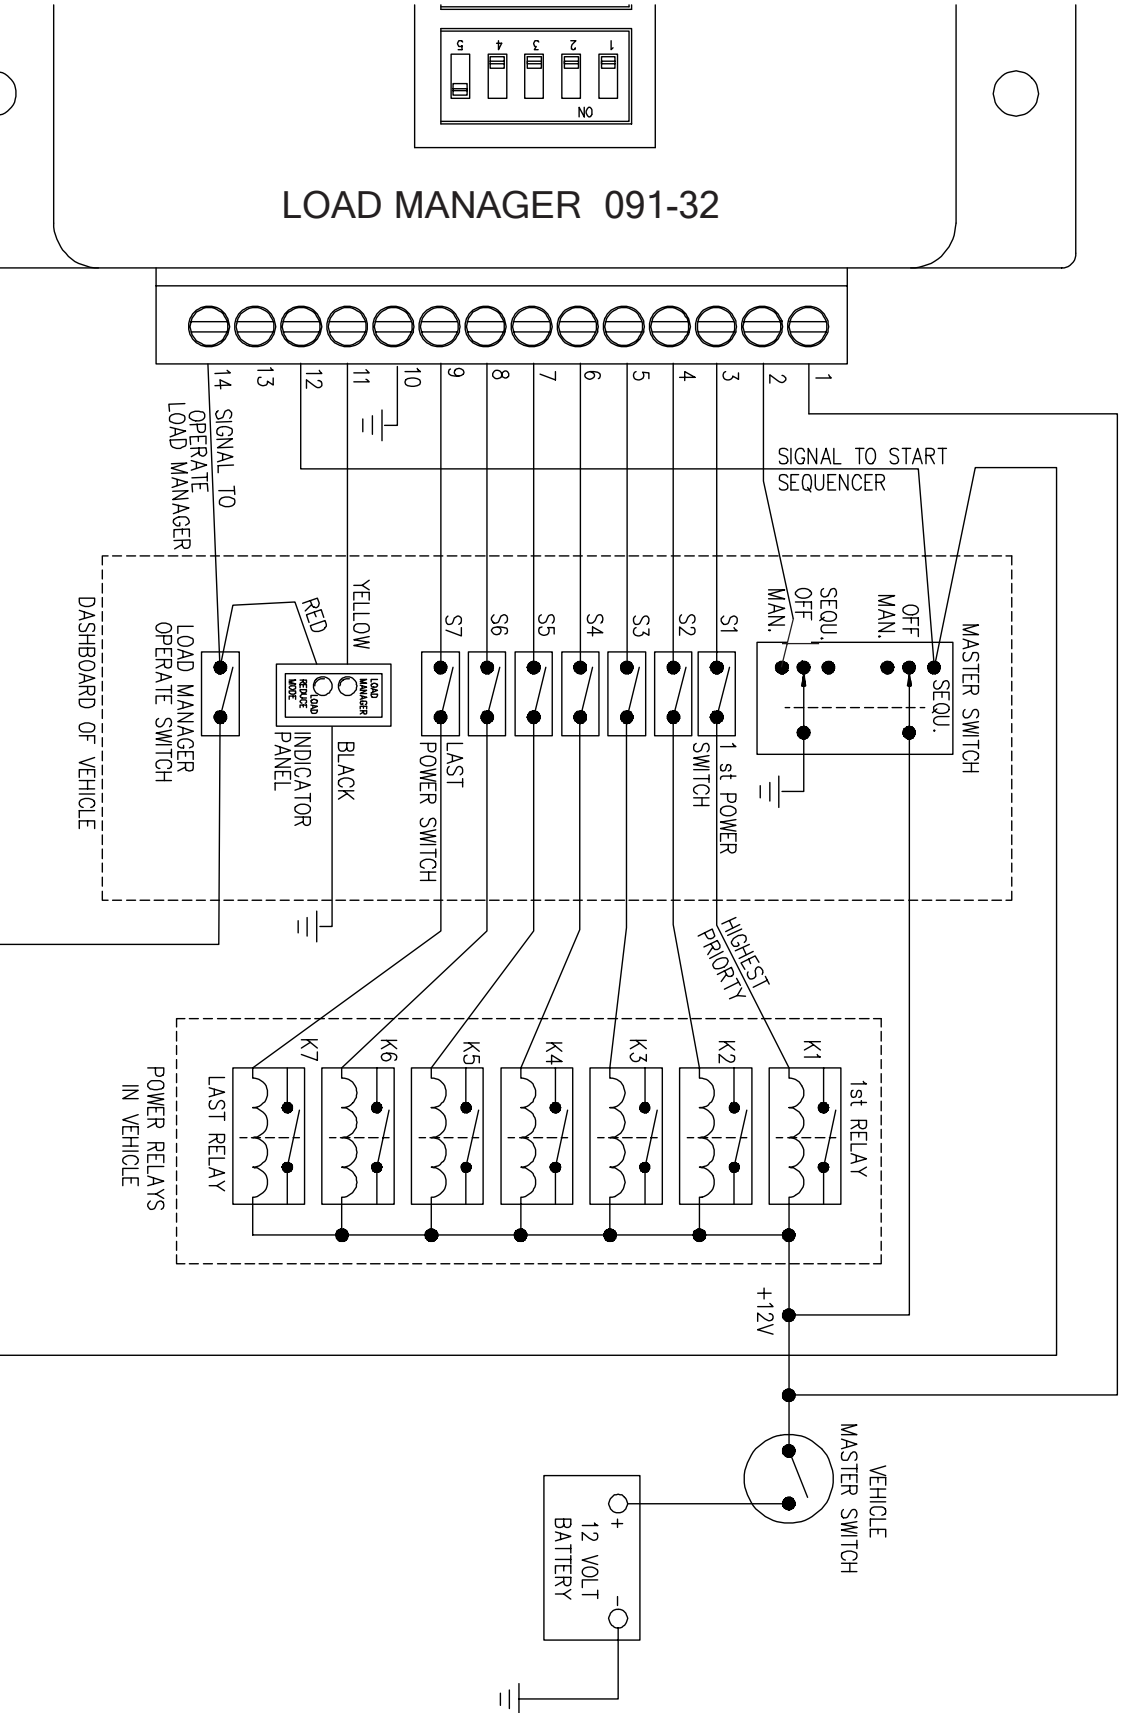 5 4 3 2 1
ON
LOAD MANAGER 091-32
14 13 12 11 10 9 8 7 6 5 4 3 2 1
SIGNAL TO
OPERATE
LOAD MANAGER
SIGNAL TO START
SEQUENCER
DASHBOARD OF VEHICLE
LOAD MANAGER
OPERATE SWITCH
RED
YELLOW
LOAD
MANAGER
LOAD
REDUCE
MODE
INDICATOR
PANEL
BLACK
S7
S6
S5
S4
S3
S2
S1
LAST
POWER SWITCH
1 st POWER
SWITCH
SEQU.
OFF
MAN.
OFF
MAN.
SEQU.
MASTER SWITCH
HIGHEST
PRIORTY
K7
K6
K5
K4
K3
K2
K1
LAST RELAY
1st RELAY
POWER RELAYS
IN VEHICLE
+12V
VEHICLE
MASTER SWITCH
+ -
12 VOLT
BATTERY